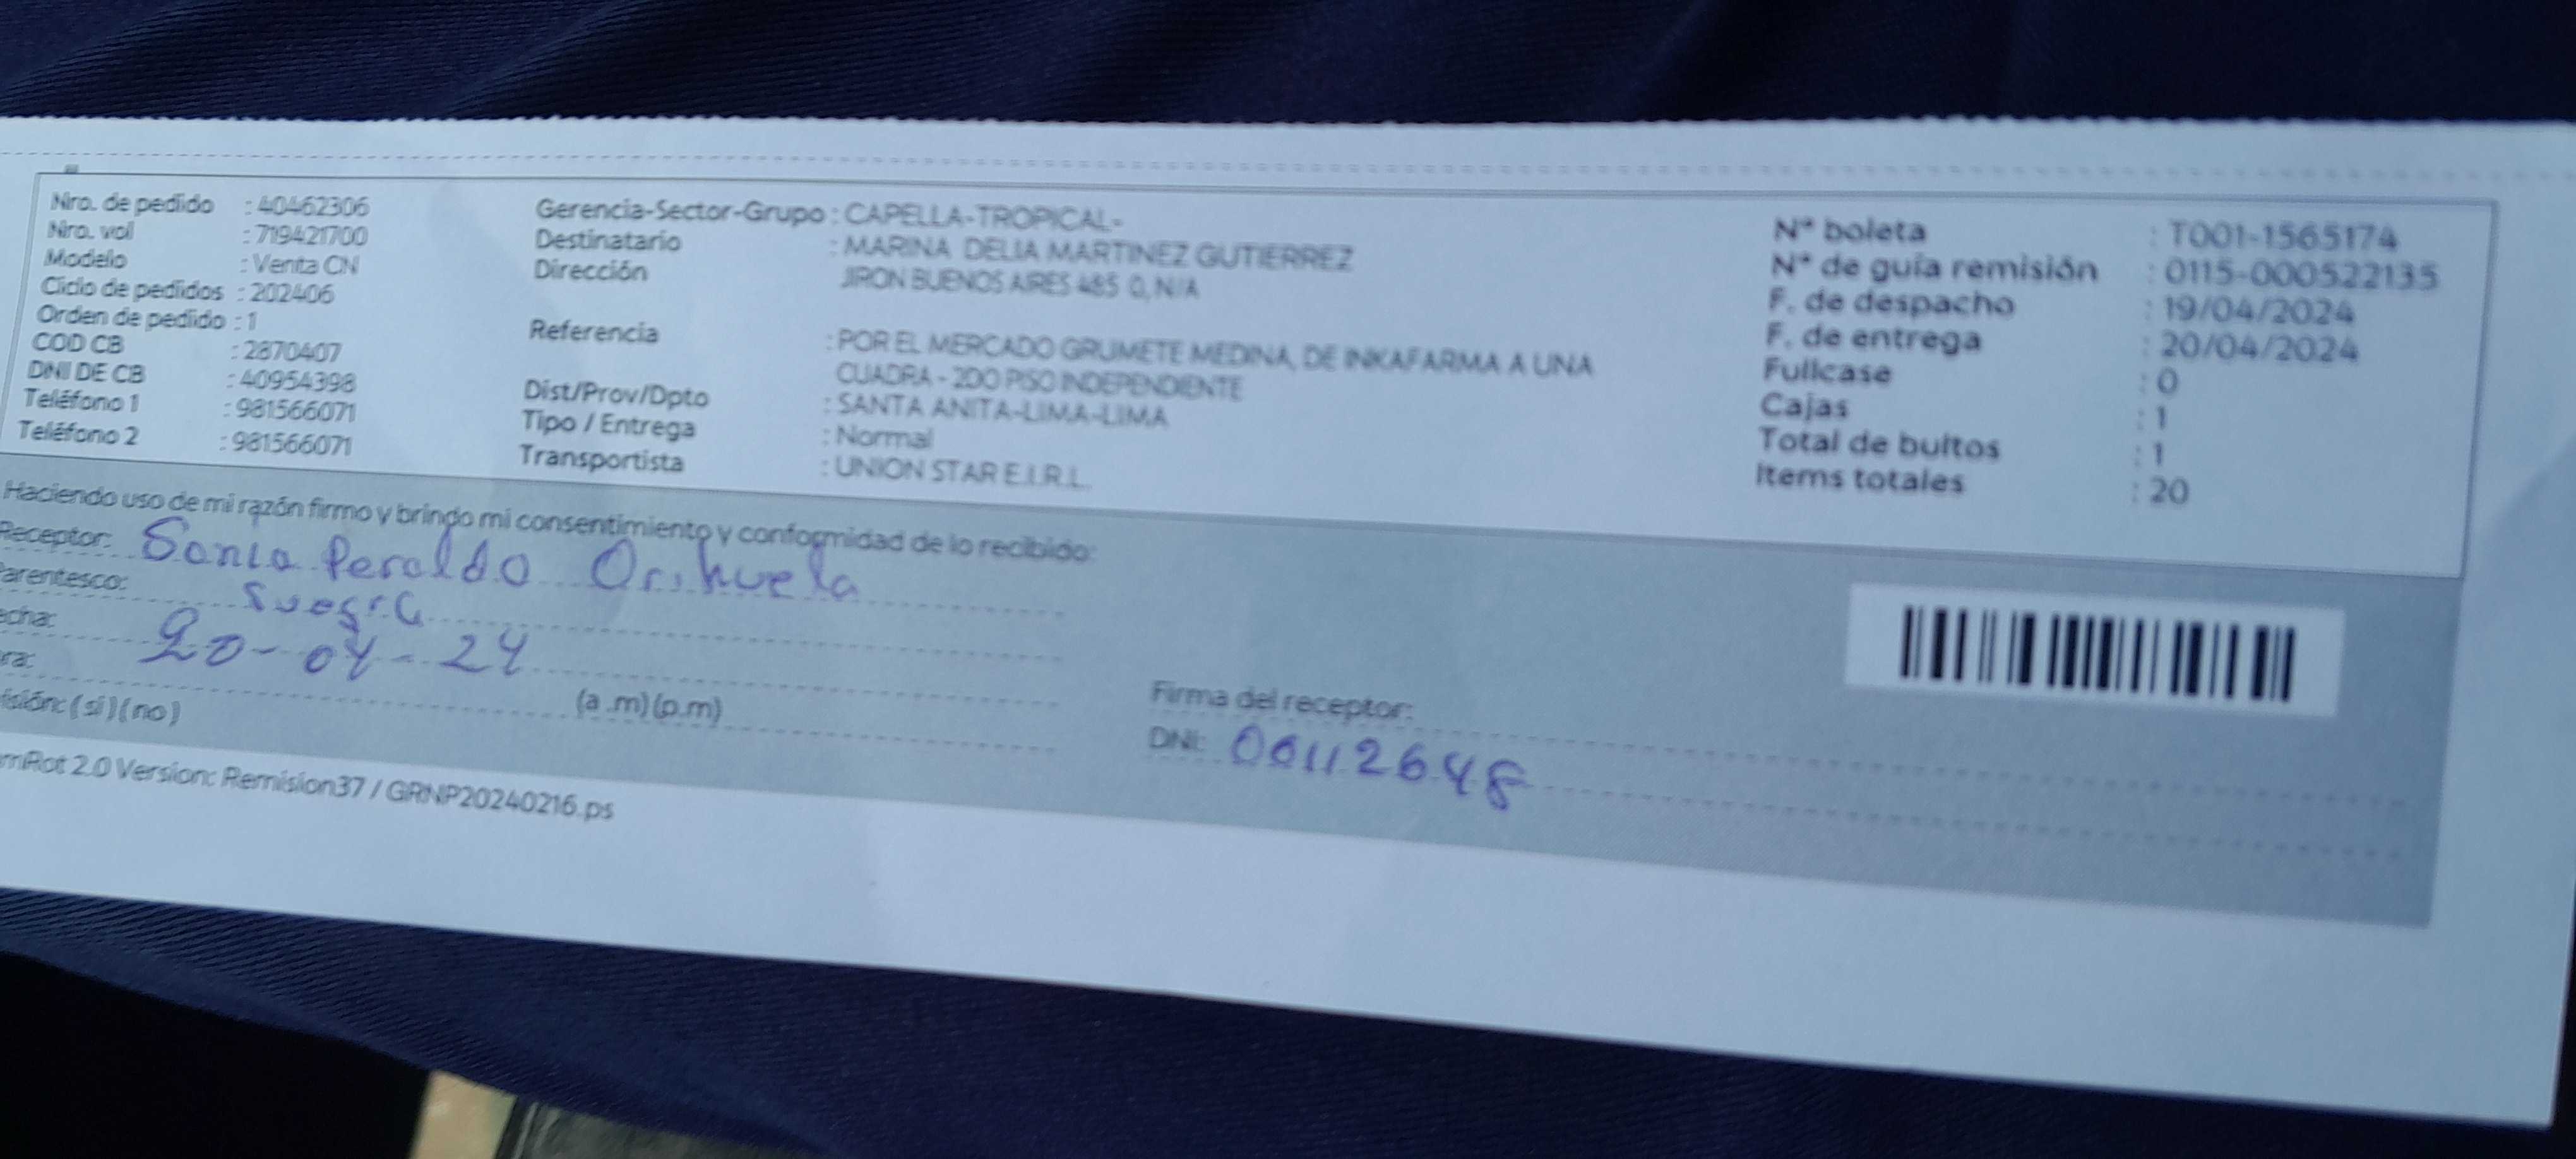 Nro. de pedido : 40462306
Nro. vol : 719421700
Modelo : Venta CN
Ciclo de pedidos : 202406
Orden de pedido : 1
COD CB : 2870407
DNI DE CB : 40954398
Teléfono 1 : 981566071
Teléfono 2 : 981566071
Gerencia-Sector-Grupo : CAPELLA-TROPICAL-
Destinatario : MARINA DELIA MARTINEZ GUTIERREZ
Dirección JIRON BUENOS AIRES 485 0, N/A
Referencia : POR EL MERCADO GRUMETE MEDINA, DE INKAFARMA A UNA
CUADRA - 2DO PISO INDEPENDIENTE
Dist/Prov/Dpto : SANTA ANITA-LIMA-LIMA
Tipo / Entrega : Normal
Transportista : UNION STAR E.I.R.L.
N° boleta : T001-1565174
N° de guía remisión : 0115-000522135
F. de despacho : 19/04/2024
F. de entrega : 20/04/2024
Fullcase : 0
Cajas : 1
Total de bultos : 1
Items totales : 20
Haciendo uso de mi razón firmo y brindo mi consentimiento y conformidad de lo recibido:
Receptor: Sonia Peraldo Orihuela
arentesco: Suegra
echa: 20-04-24
ra: (a .m)(p.m)
isión: (si)(no)
Firma del receptor:
DNI: 00112648
mRot 2.0 Version: Remision37 / GRNP20240216.ps